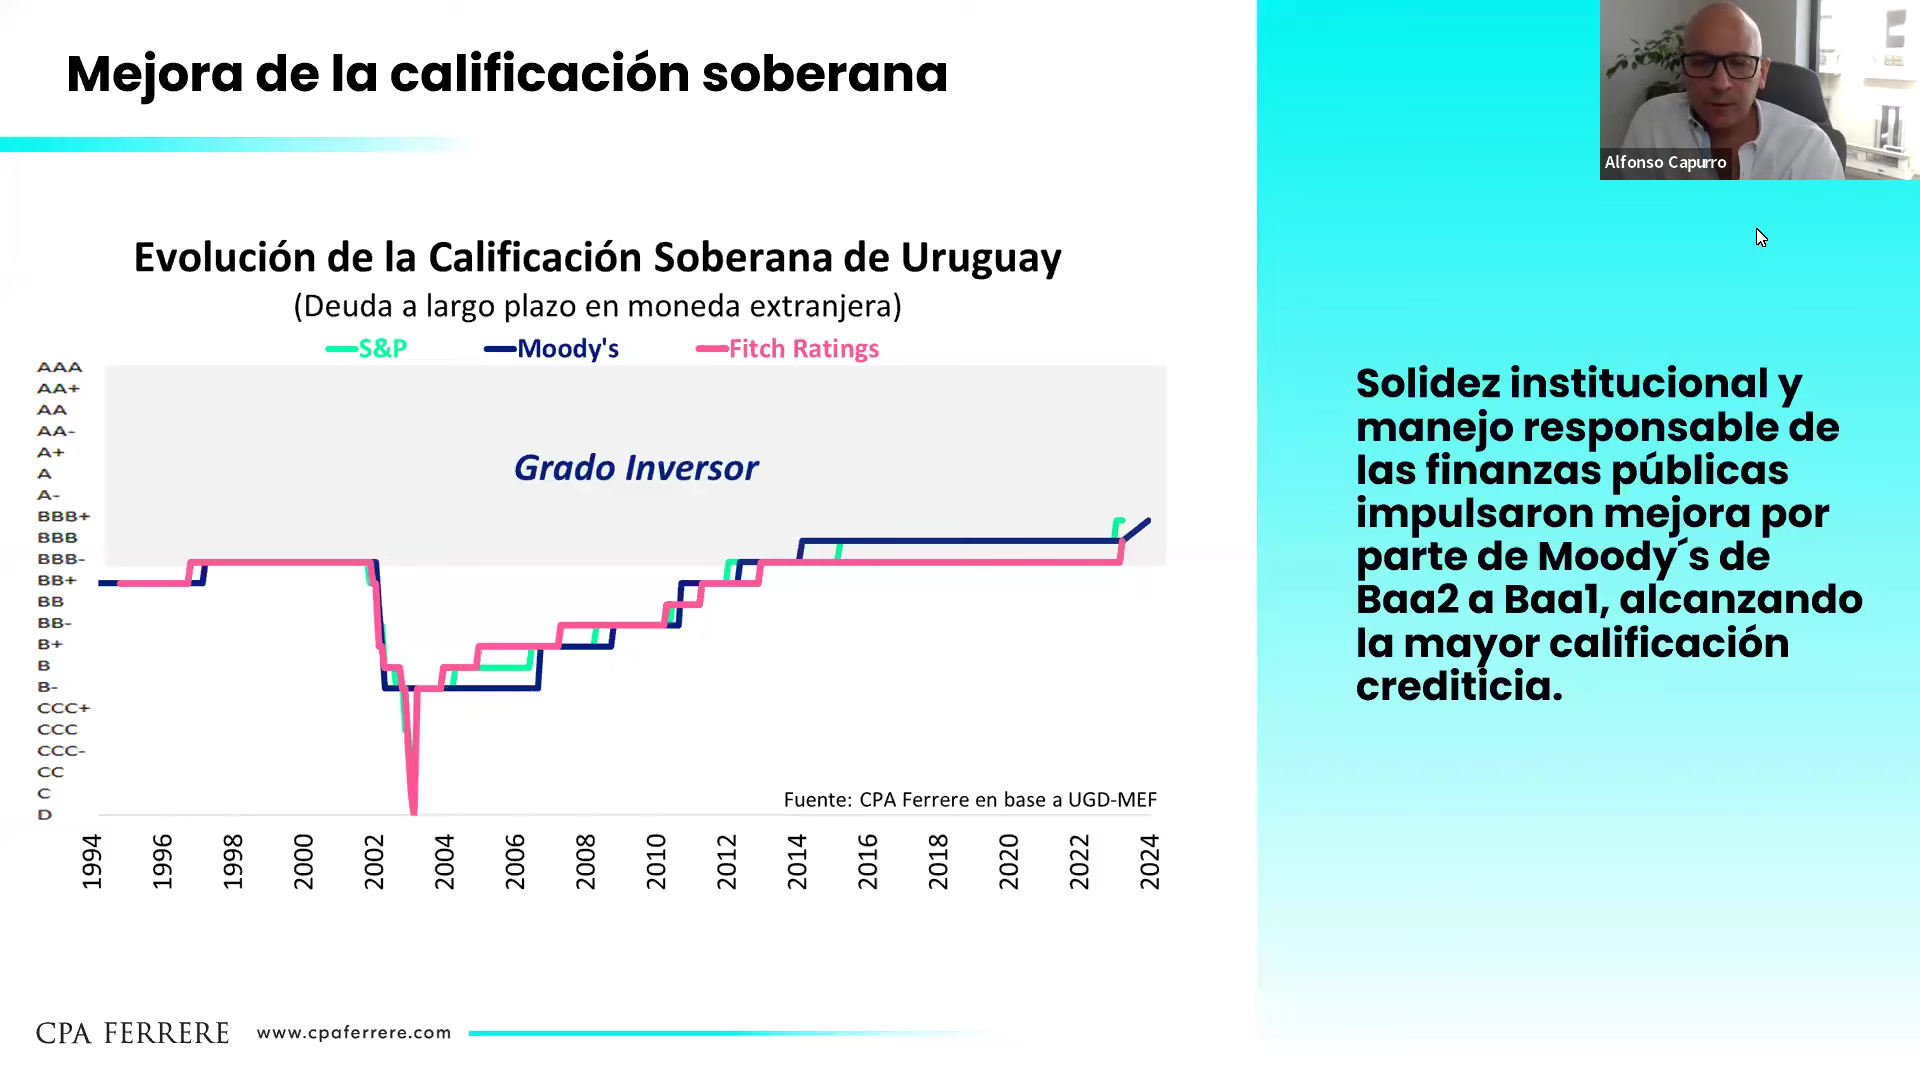 Mejora de la calificación soberana
Alfonso Capurro
Evolución de la Calificación Soberana de Uruguay
(Deuda a largo plazo en moneda extranjera)
S&P Moody's Fitch Ratings
AAA
AA+
AA
AA-
A+
A
A-
BBB+
BBB
BBB-
BB+
BB
BB-
B+
B
B-
CCC+
CCC
CCC-
CC
C
D
Grado Inversor
Fuente: CPA Ferrere en base a UGD-MEF
1994 1996 1998 2000 2002 2004 2006 2008 2010 2012 2014 2016 2018 2020 2022 2024
Solidez institucional y
manejo responsable de
las finanzas públicas
impulsaron mejora por
parte de Moody´s de
Baa2 a Baa1, alcanzando
la mayor calificación
crediticia.
CPA FERRERE www.cpaferrere.com